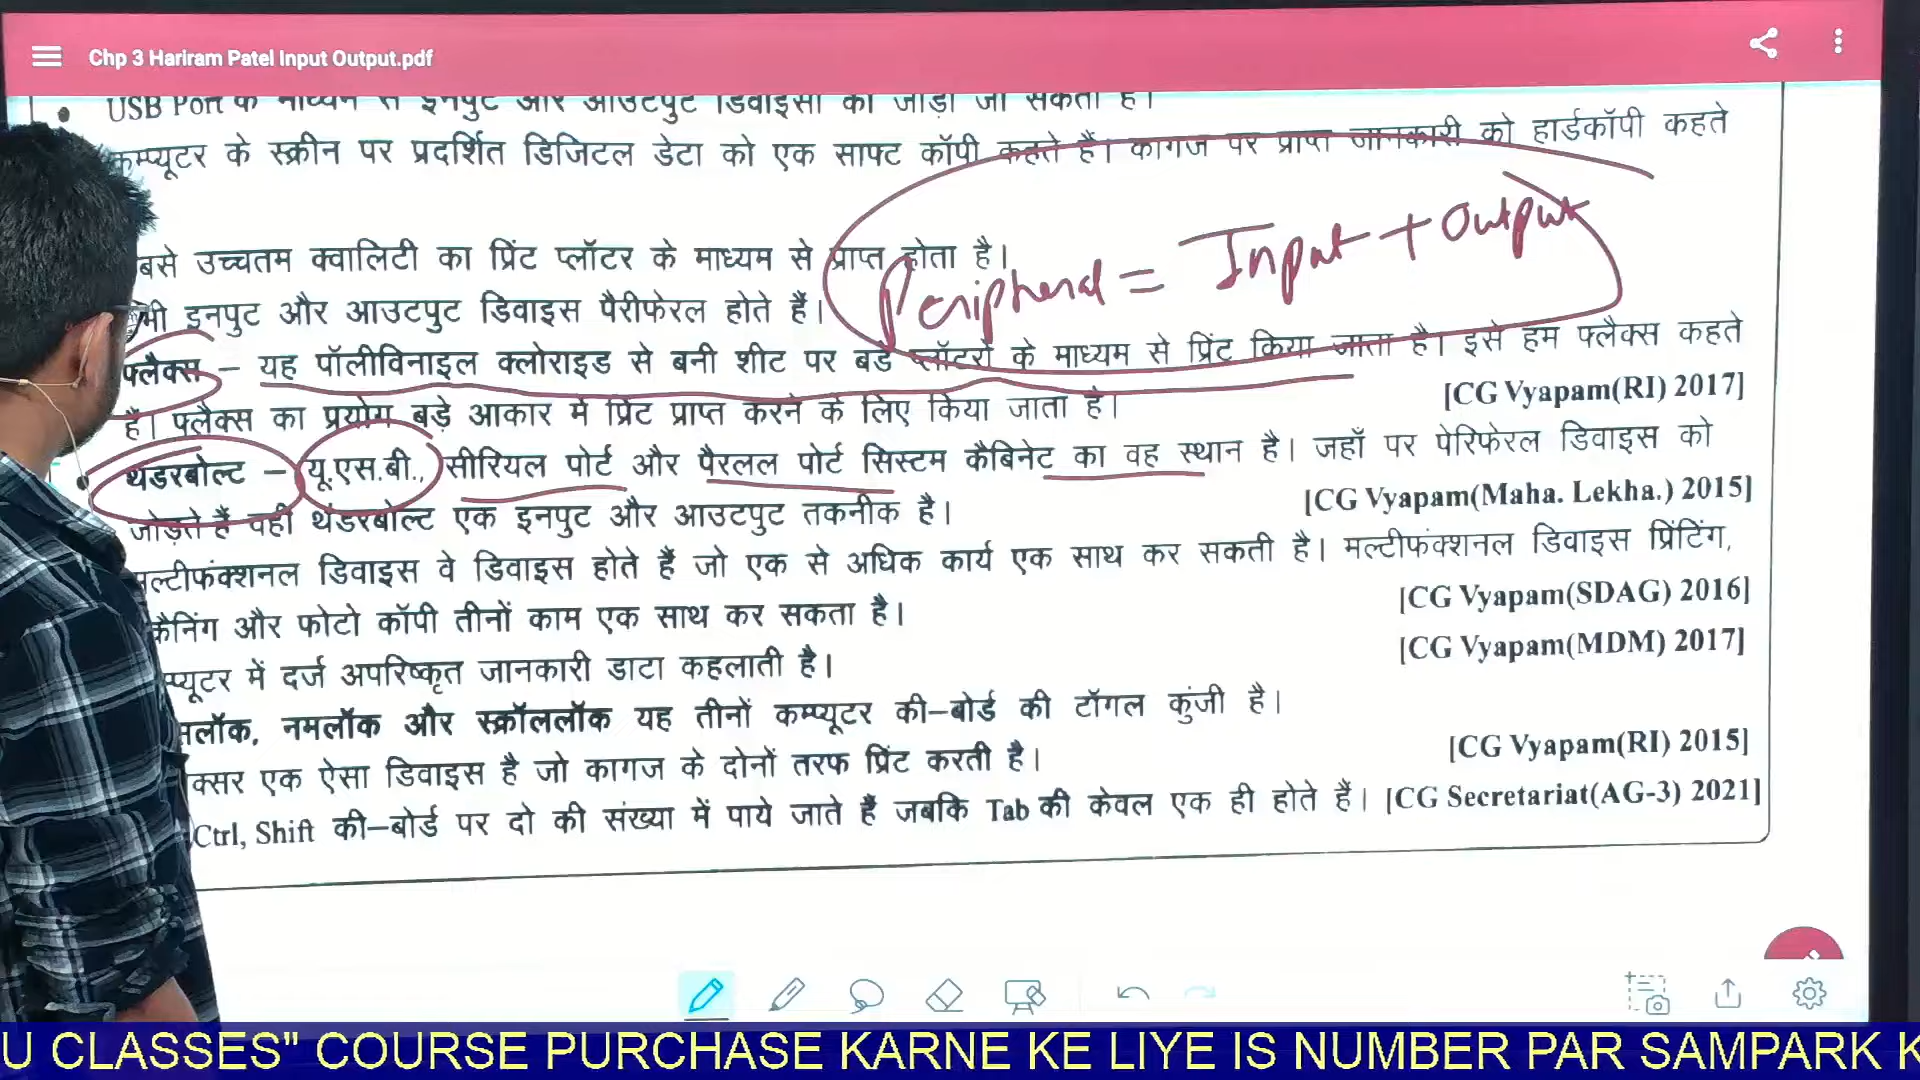 Chp 3 Hariram Patel Input Output.pdf
USB Port के माध्यम से इनपुट और आउटपुट डिवाइसों को जोड़ा जा सकता है।
कम्प्यूटर के स्क्रीन पर प्रदर्शित डिजिटल डेटा को एक साफ्ट कॉपी कहते हैं। कागज पर प्राप्त जानकारी को हार्डकॉपी कहते
बसे उच्चतम क्वालिटी का प्रिंट प्लॉटर के माध्यम से प्राप्त होता है।
Peripheral = Input + Output
भी इनपुट और आउटपुट डिवाइस पैरीफेरल होते हैं।
फ्लैक्स – यह पॉलीविनाइल क्लोराइड से बनी शीट पर बड़े प्लॉटरों के माध्यम से प्रिंट किया जाता है। इसे हम फ्लैक्स कहते
है। फ्लैक्स का प्रयोग बड़े आकार में प्रिंट प्राप्त करने के लिए किया जाता है। [CG Vyapam(RI) 2017]
थंडरबोल्ट – यू.एस.बी., सीरियल पोर्ट और पैरलल पोर्ट सिस्टम कैबिनेट का वह स्थान है। जहाँ पर पेरिफेरल डिवाइस को
जोड़ते हैं वही थंडरबोल्ट एक इनपुट और आउटपुट तकनीक है। [CG Vyapam(Maha. Lekha.) 2015]
मल्टीफंक्शनल डिवाइस वे डिवाइस होते हैं जो एक से अधिक कार्य एक साथ कर सकती है। मल्टीफंक्शनल डिवाइस प्रिंटिंग,
कैनिंग और फोटो कॉपी तीनों काम एक साथ कर सकता है। [CG Vyapam(SDAG) 2016]
प्यूटर में दर्ज अपरिष्कृत जानकारी डाटा कहलाती है। [CG Vyapam(MDM) 2017]
सलॉक, नमलॉक और स्क्रॉललॉक यह तीनों कम्प्यूटर की–बोर्ड की टॉगल कुंजी है।
क्सर एक ऐसा डिवाइस है जो कागज के दोनों तरफ प्रिंट करती है। [CG Vyapam(RI) 2015]
Ctrl, Shift की–बोर्ड पर दो की संख्या में पाये जाते हैं जबकि Tab की केवल एक ही होते हैं। [CG Secretariat(AG-3) 2021]
U CLASSES" COURSE PURCHASE KARNE KE LIYE IS NUMBER PAR SAMPARK K